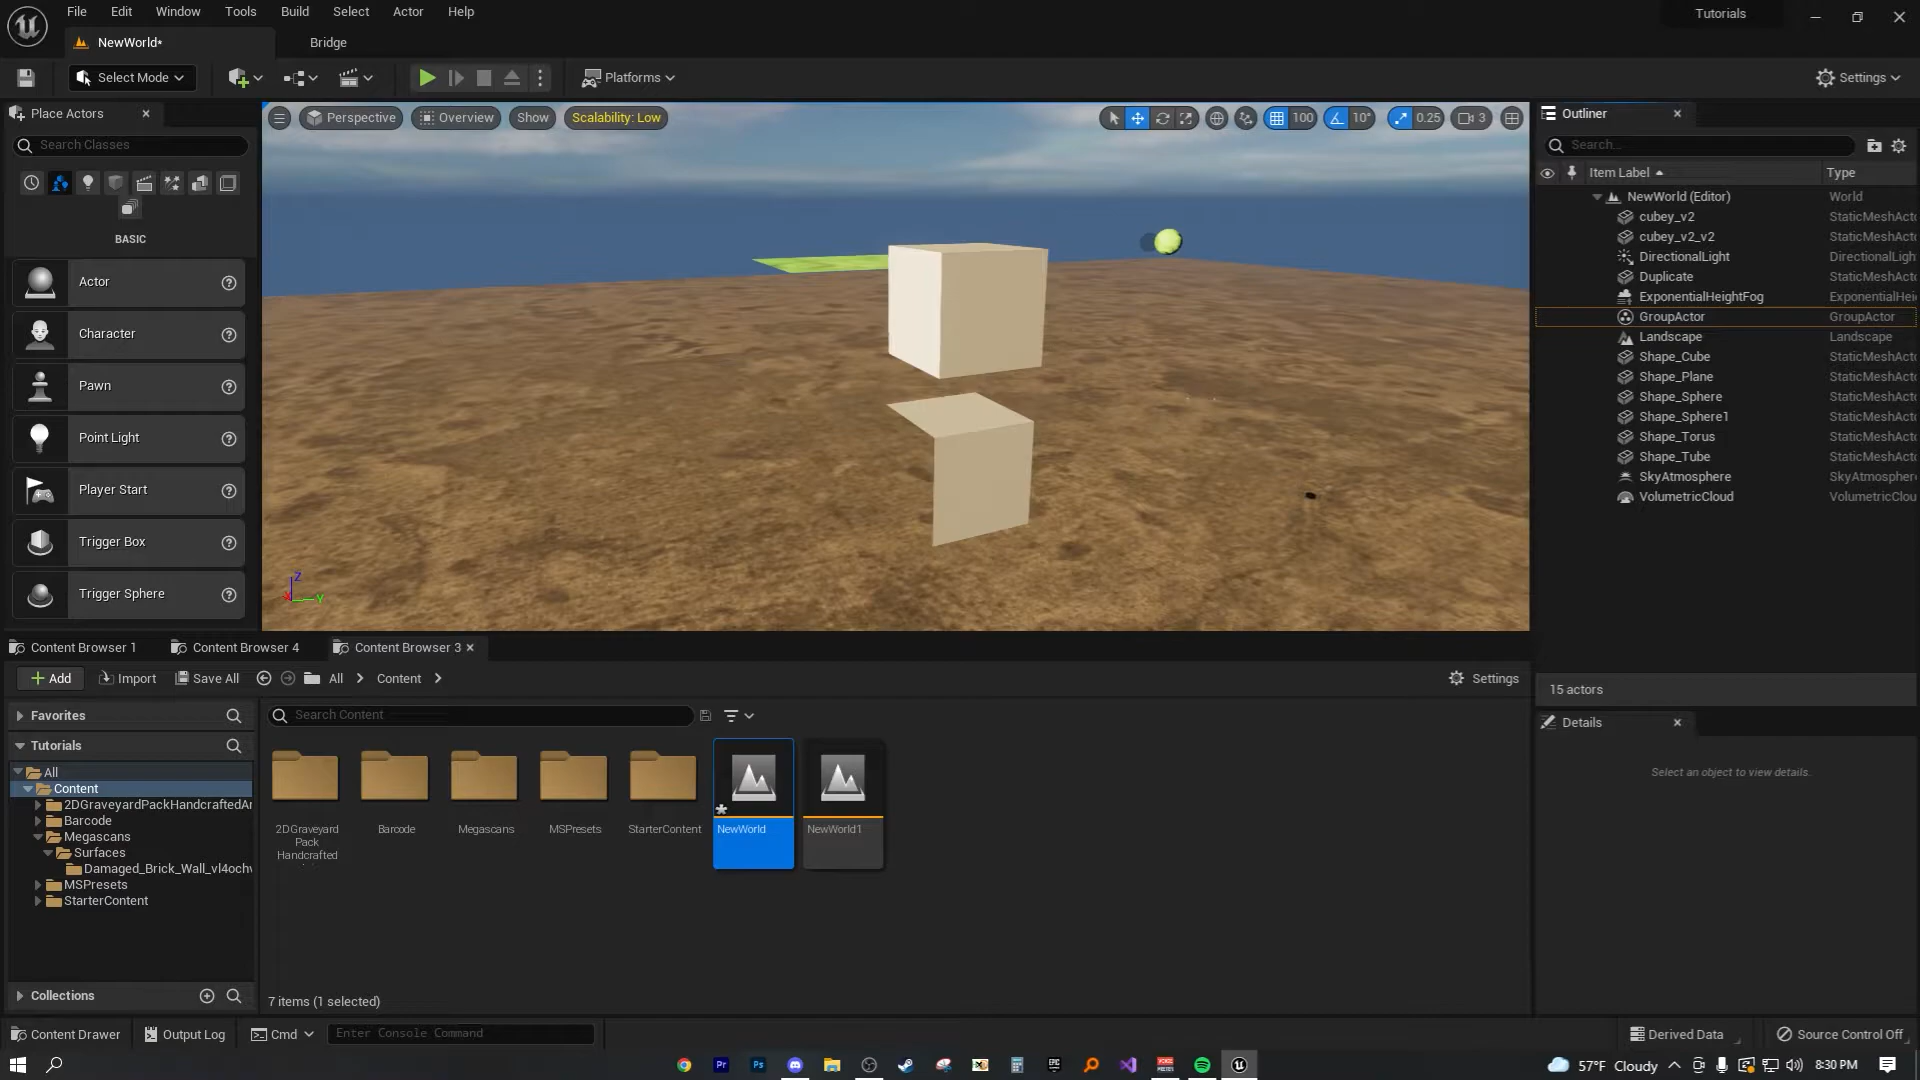 File Edit Window Tools Build Select Actor Help
Tutorials
NewWorld*
Bridge
Select Mode
Platforms
Settings
Place Actors
Search Classes
BASIC
Actor
Character
Pawn
Point Light
Player Start
Trigger Box
Trigger Sphere
Perspective
Overview
Show
Scalability: Low
100
10°
0.25
3
Z
X
Y
Outliner
Search...
Item Label Type
NewWorld (Editor) World
cubey_v2 StaticMeshActo
cubey_v2_v2 StaticMeshActo
DirectionalLight DirectionalLigh
Duplicate StaticMeshActo
ExponentialHeightFog ExponentialHei
GroupActor GroupActor
Landscape Landscape
Shape_Cube StaticMeshActo
Shape_Plane StaticMeshActo
Shape_Sphere StaticMeshActo
Shape_Sphere1 StaticMeshActo
Shape_Torus StaticMeshActo
Shape_Tube StaticMeshActo
SkyAtmosphere SkyAtmospher
VolumetricCloud VolumetricClou
15 actors
Details
Select an object to view details.
Content Browser 1
Content Browser 4
Content Browser 3
Add
Import
Save All
All
Content
Settings
Favorites
Tutorials
All
Content
2DGraveyardPackHandcraftedAr
Barcode
Megascans
Surfaces
Damaged_Brick_Wall_vl4ochv
MSPresets
StarterContent
Collections
Search Content
2DGraveyard
Pack
Handcrafted
Barcode
Megascans
MSPresets
StarterContent
NewWorld
NewWorld1
7 items (1 selected)
Content Drawer
Output Log
Cmd
Enter Console Command
Derived Data
Source Control Off
Pr
Ps
EPIC
57°F Cloudy
8:30 PM